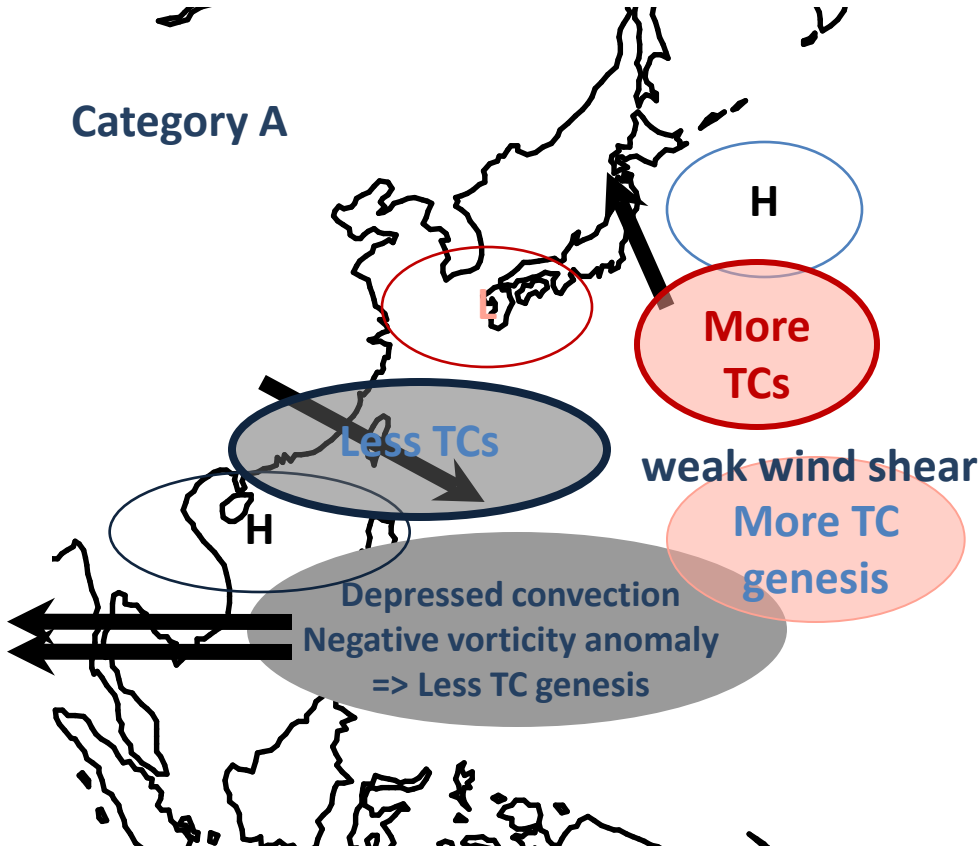 Category A
H
More
TCs
L
Less TCs
weak wind shear
More TC
genesis
H
Depressed convection
Negative vorticity anomaly
=> Less TC genesis